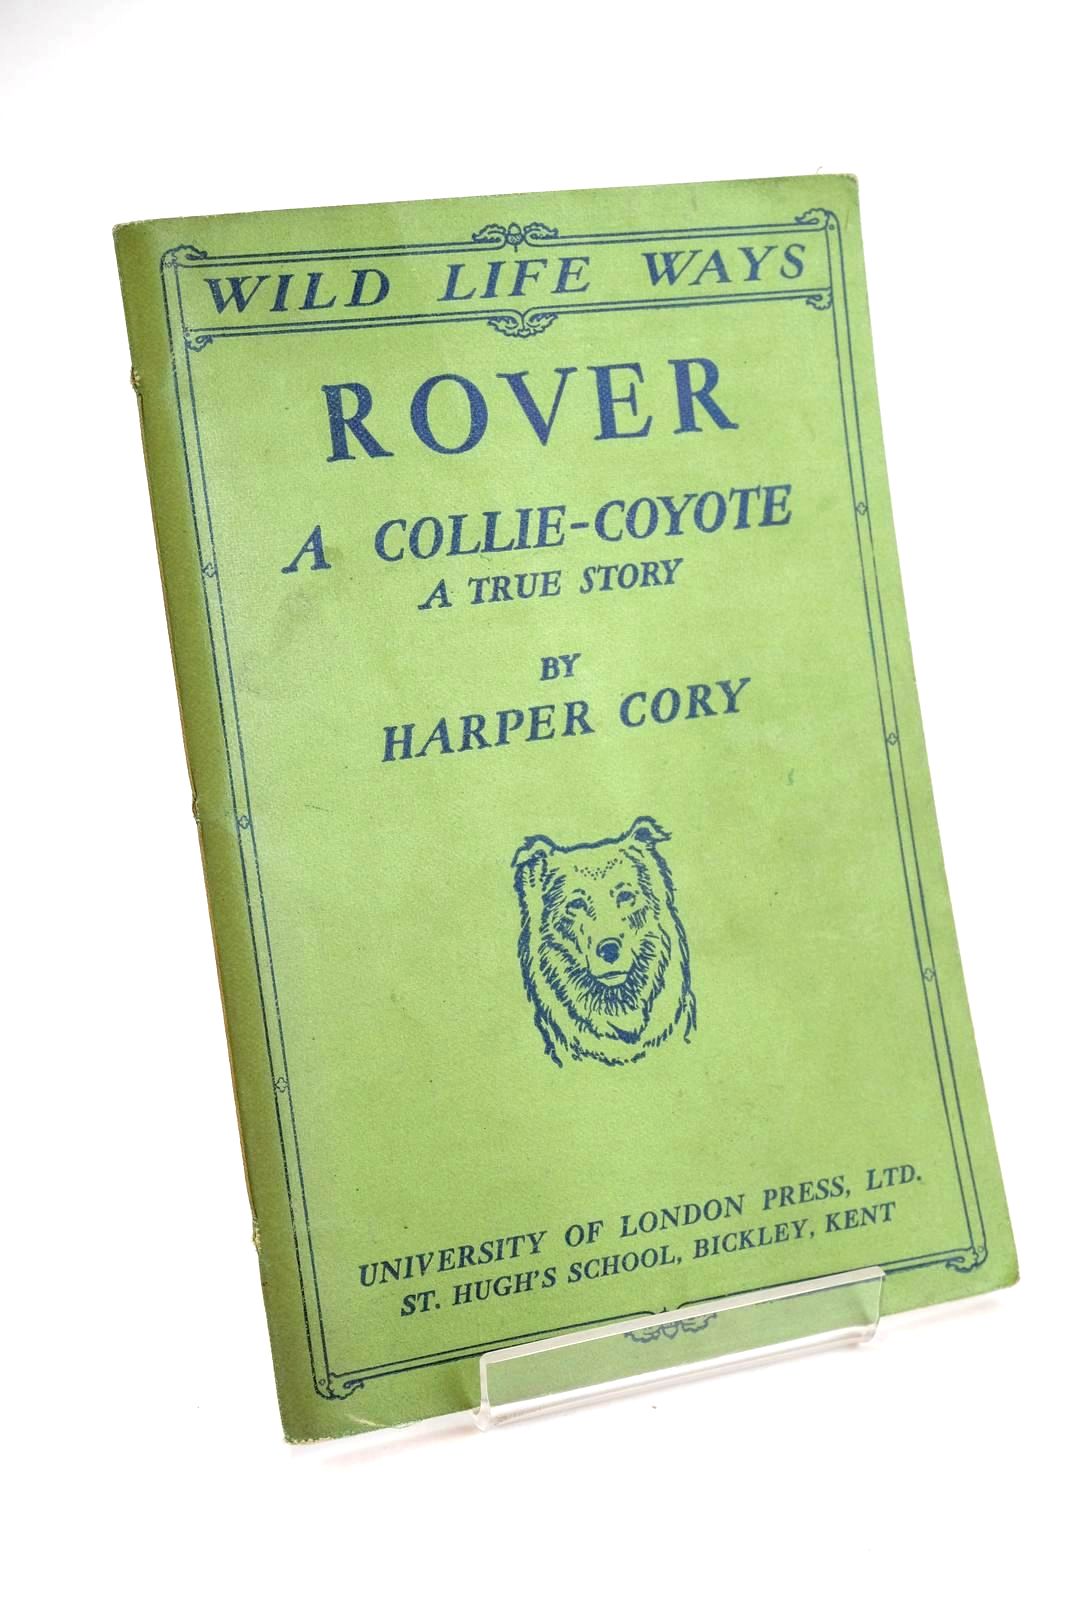 WILD LIFE WAYS
ROVER
A COLLIE-COYOTE
A TRUE STORY
BY
HARPER CORY
UNIVERSITY OF LONDON PRESS, LTD.
ST. HUGH'S SCHOOL, BICKLEY, KENT